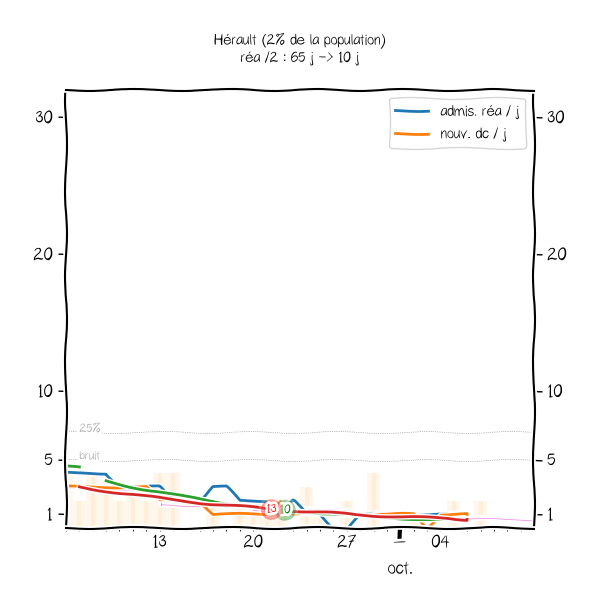 Hérault (2% de la population)
réa /2 : 65 j -> 10 j
admis. réa / j
nouv. dc / j
30
30
20
20
10
10
25%
bruit
5
5
1
1
13
10
13
20
27
04
oct.